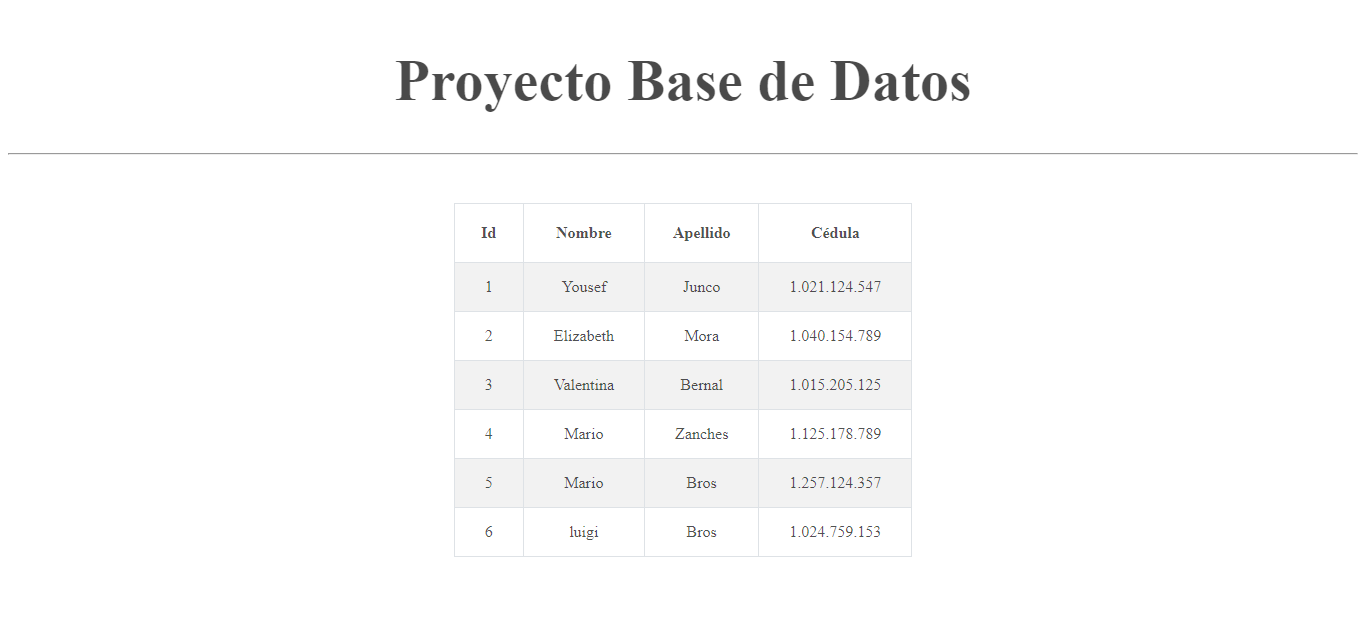 Proyecto Base de Datos
Id Nombre Apellido Cédula
1 Yousef Junco 1.021.124.547
2 Elizabeth Mora 1.040.154.789
3 Valentina Bernal 1.015.205.125
4 Mario Zanches 1.125.178.789
5 Mario Bros 1.257.124.357
6 luigi Bros 1.024.759.153